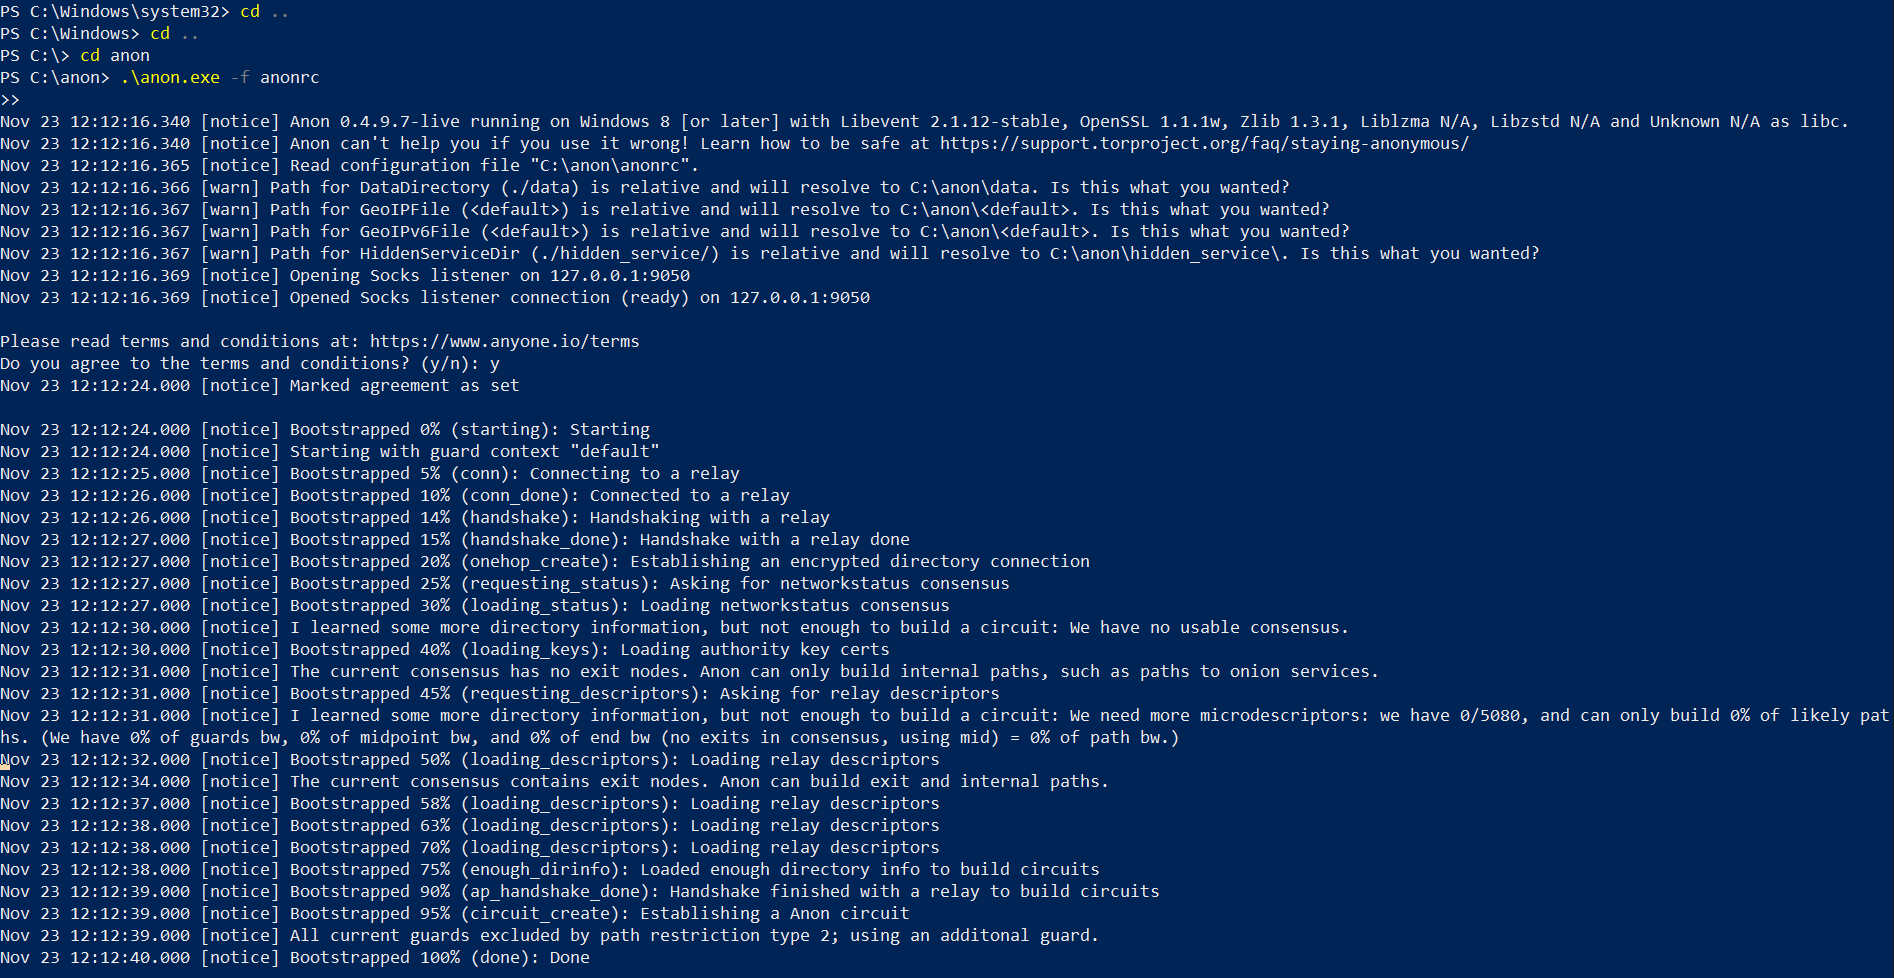 PS C:\Windows\system32> cd ..
PS C:\Windows> cd ..
PS C:\> cd anon
PS C:\anon> .\anon.exe -f anonrc
>>
Nov 23 12:12:16.340 [notice] Anon 0.4.9.7-live running on Windows 8 [or later] with Libevent 2.1.12-stable, OpenSSL 1.1.1w, Zlib 1.3.1, Liblzma N/A, Libzstd N/A and Unknown N/A as libc.
Nov 23 12:12:16.340 [notice] Anon can't help you if you use it wrong! Learn how to be safe at https://support.torproject.org/faq/staying-anonymous/
Nov 23 12:12:16.365 [notice] Read configuration file "C:\anon\anonrc".
Nov 23 12:12:16.366 [warn] Path for DataDirectory (./data) is relative and will resolve to C:\anon\data. Is this what you wanted?
Nov 23 12:12:16.367 [warn] Path for GeoIPFile (<default>) is relative and will resolve to C:\anon\<default>. Is this what you wanted?
Nov 23 12:12:16.367 [warn] Path for GeoIPv6File (<default>) is relative and will resolve to C:\anon\<default>. Is this what you wanted?
Nov 23 12:12:16.367 [warn] Path for HiddenServiceDir (./hidden_service/) is relative and will resolve to C:\anon\hidden_service\. Is this what you wanted?
Nov 23 12:12:16.369 [notice] Opening Socks listener on 127.0.0.1:9050
Nov 23 12:12:16.369 [notice] Opened Socks listener connection (ready) on 127.0.0.1:9050
Please read terms and conditions at: https://www.anyone.io/terms
Do you agree to the terms and conditions? (y/n): y
Nov 23 12:12:24.000 [notice] Marked agreement as set
Nov 23 12:12:24.000 [notice] Bootstrapped 0% (starting): Starting
Nov 23 12:12:24.000 [notice] Starting with guard context "default"
Nov 23 12:12:25.000 [notice] Bootstrapped 5% (conn): Connecting to a relay
Nov 23 12:12:26.000 [notice] Bootstrapped 10% (conn_done): Connected to a relay
Nov 23 12:12:26.000 [notice] Bootstrapped 14% (handshake): Handshaking with a relay
Nov 23 12:12:27.000 [notice] Bootstrapped 15% (handshake_done): Handshake with a relay done
Nov 23 12:12:27.000 [notice] Bootstrapped 20% (onehop_create): Establishing an encrypted directory connection
Nov 23 12:12:27.000 [notice] Bootstrapped 25% (requesting_status): Asking for networkstatus consensus
Nov 23 12:12:27.000 [notice] Bootstrapped 30% (loading_status): Loading networkstatus consensus
Nov 23 12:12:30.000 [notice] I learned some more directory information, but not enough to build a circuit: We have no usable consensus.
Nov 23 12:12:30.000 [notice] Bootstrapped 40% (loading_keys): Loading authority key certs
Nov 23 12:12:31.000 [notice] The current consensus has no exit nodes. Anon can only build internal paths, such as paths to onion services.
Nov 23 12:12:31.000 [notice] Bootstrapped 45% (requesting_descriptors): Asking for relay descriptors
Nov 23 12:12:31.000 [notice] I learned some more directory information, but not enough to build a circuit: We need more microdescriptors: we have 0/5080, and can only build 0% of likely pat
hs. (We have 0% of guards bw, 0% of midpoint bw, and 0% of end bw (no exits in consensus, using mid) = 0% of path bw.)
Nov 23 12:12:32.000 [notice] Bootstrapped 50% (loading_descriptors): Loading relay descriptors
Nov 23 12:12:34.000 [notice] The current consensus contains exit nodes. Anon can build exit and internal paths.
Nov 23 12:12:37.000 [notice] Bootstrapped 58% (loading_descriptors): Loading relay descriptors
Nov 23 12:12:38.000 [notice] Bootstrapped 63% (loading_descriptors): Loading relay descriptors
Nov 23 12:12:38.000 [notice] Bootstrapped 70% (loading_descriptors): Loading relay descriptors
Nov 23 12:12:38.000 [notice] Bootstrapped 75% (enough_dirinfo): Loaded enough directory info to build circuits
Nov 23 12:12:39.000 [notice] Bootstrapped 90% (ap_handshake_done): Handshake finished with a relay to build circuits
Nov 23 12:12:39.000 [notice] Bootstrapped 95% (circuit_create): Establishing a Anon circuit
Nov 23 12:12:39.000 [notice] All current guards excluded by path restriction type 2; using an additonal guard.
Nov 23 12:12:40.000 [notice] Bootstrapped 100% (done): Done